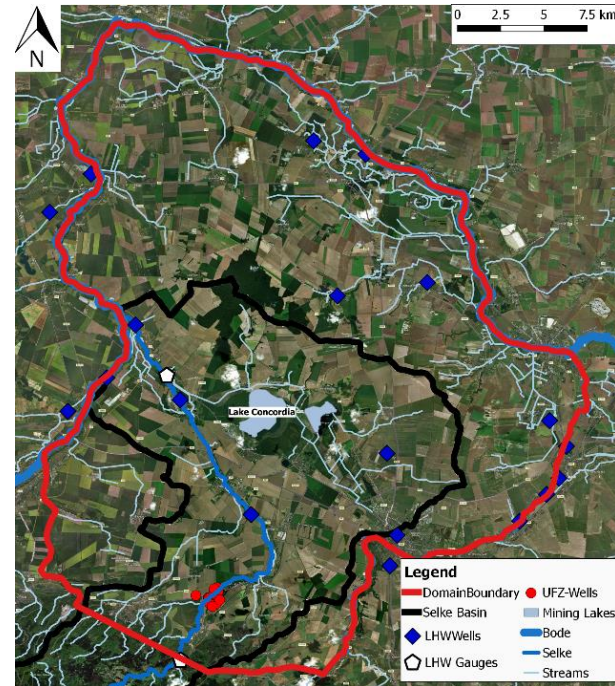 0 2.5 5 7.5 km
N
Lake Concordia
Legend
DomainBoundary
Selke Basin
LHWWells
LHW Gauges
UFZ-Wells
Mining Lakes
Bode
Selke
Streams